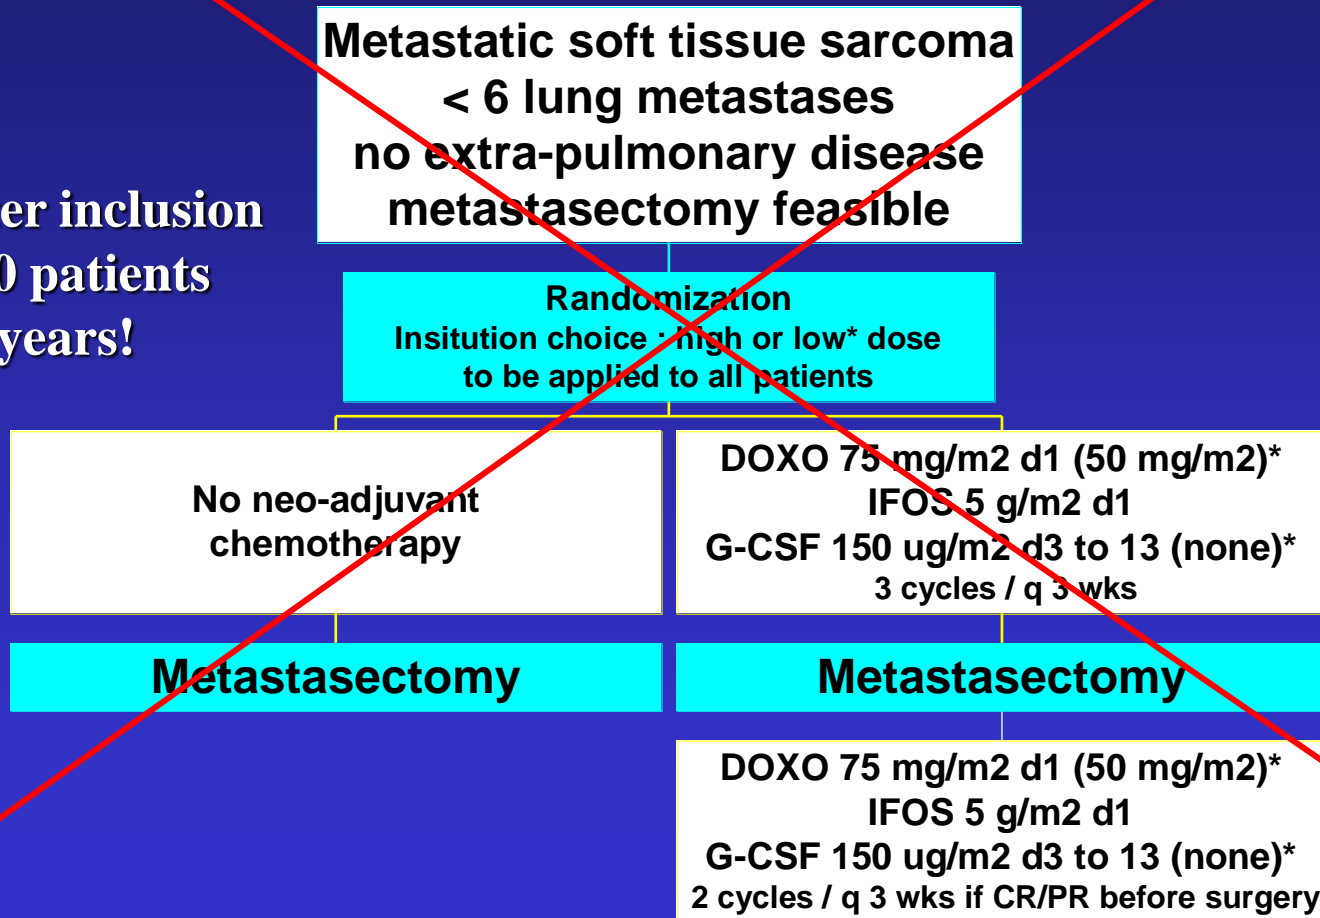 Metastatic soft tissue sarcoma
< 6 lung metastases
no extra-pulmonary disease
metastasectomy feasible
er inclusion
0 patients
years!
Randomization
Insitution choice : high or low* dose
to be applied to all patients
No neo-adjuvant
chemotherapy
DOXO 75 mg/m2 d1 (50 mg/m2)*
IFOS 5 g/m2 d1
G-CSF 150 ug/m2 d3 to 13 (none)*
3 cycles / q 3 wks
Metastasectomy
Metastasectomy
DOXO 75 mg/m2 d1 (50 mg/m2)*
IFOS 5 g/m2 d1
G-CSF 150 ug/m2 d3 to 13 (none)*
2 cycles / q 3 wks if CR/PR before surgery